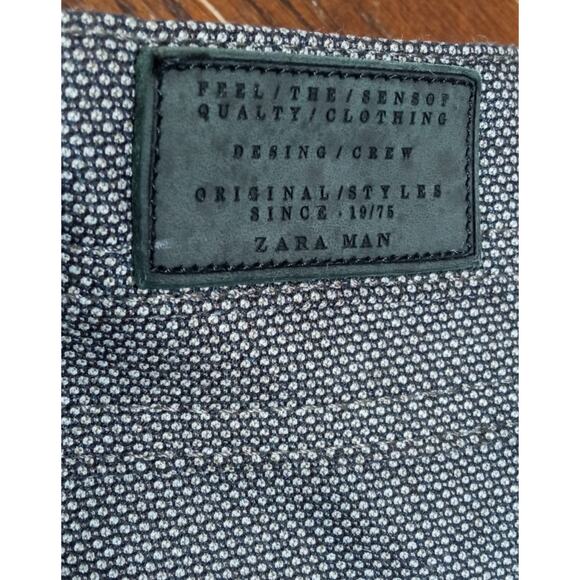 FEEL/THE/SENSOF
QUALTY/CLOTHING
DESING/CREW
ORIGINAL/STYLES
SINCE · 19/75
ZARA MAN